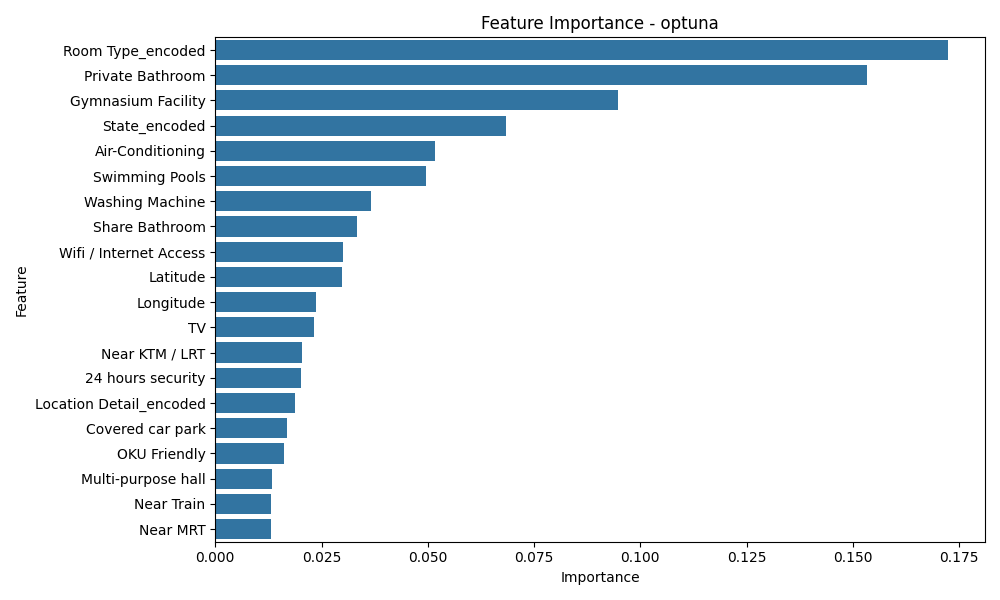 Feature Importance - optuna
Room Type_encoded
Private Bathroom
Gymnasium Facility
State_encoded
Air-Conditioning
Swimming Pools
Washing Machine
Share Bathroom
Wifi / Internet Access
Latitude
Longitude
TV
Near KTM / LRT
24 hours security
Location Detail_encoded
Covered car park
OKU Friendly
Multi-purpose hall
Near Train
Near MRT
Feature
0.000 0.025 0.050 0.075 0.100 0.125 0.150 0.175
Importance